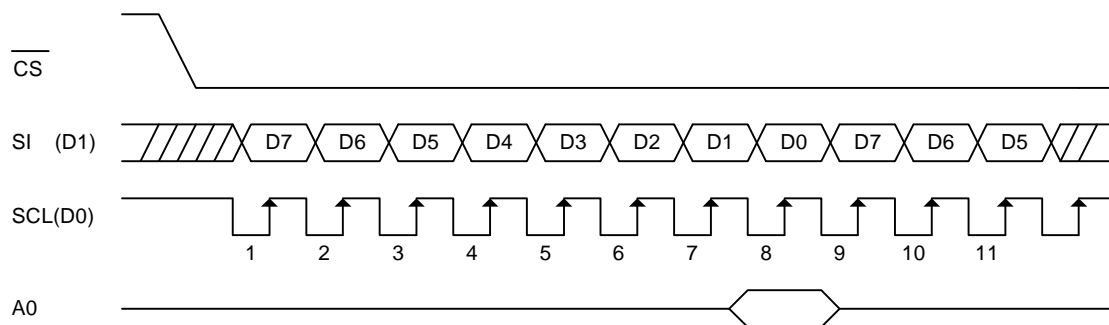 CS
SI (D1) D7 D6 D5 D4 D3 D2 D1 D0 D7 D6 D5
SCL(D0)
1 2 3 4 5 6 7 8 9 10 11
A0